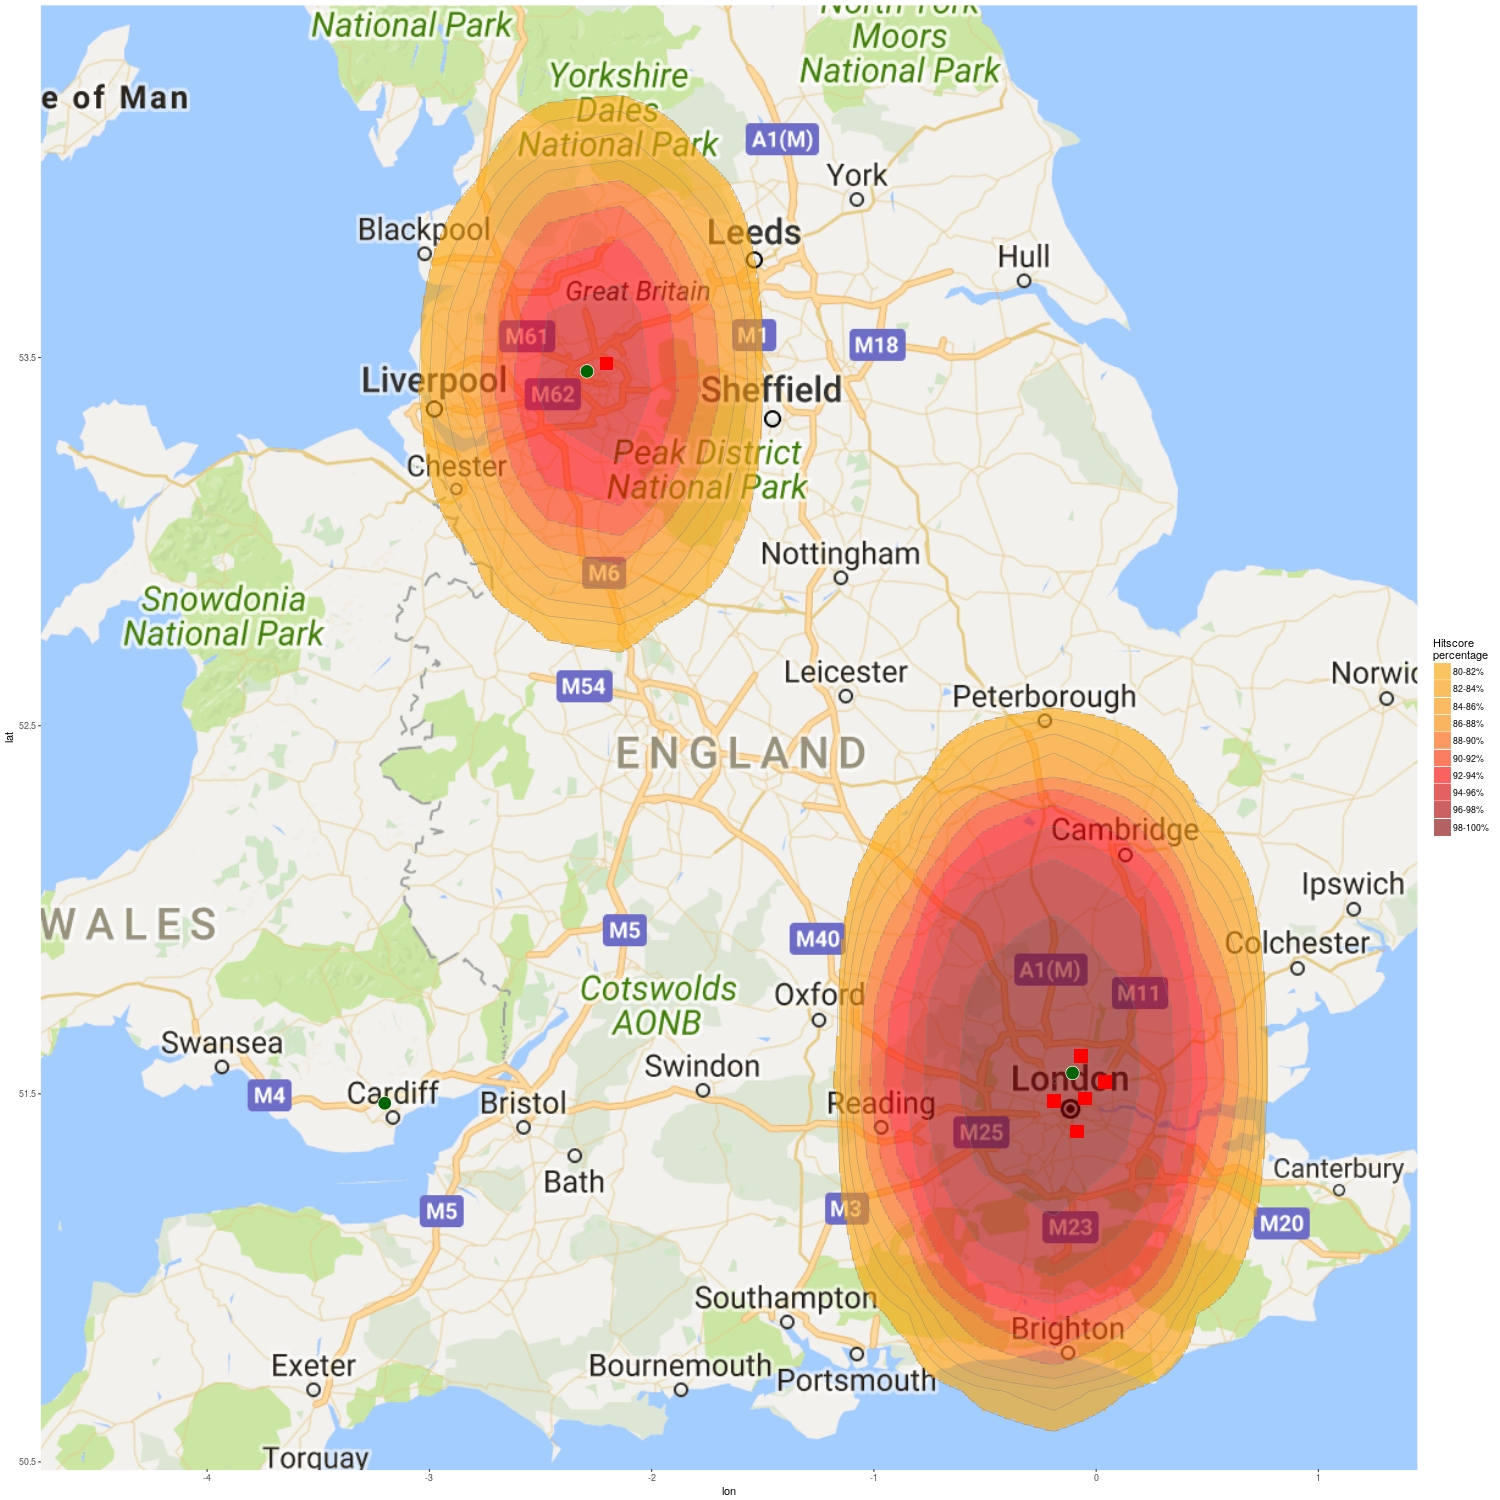 National Park
North York
Moors
National Park
Yorkshire
Dales
National Park
e of Man
A1(M)
York
Blackpool
Leeds
Hull
Great Britain
M61
M1
M18
53.5
Liverpool
M62
Sheffield
Peak District
National Park
Chester
Nottingham
M6
Snowdonia
National Park
Leicester
M54
Peterborough
Norwic
Hitscore
percentage
80-82%
82-84%
84-86%
86-88%
88-90%
90-92%
92-94%
94-96%
96-98%
98-100%
52.5
lat
ENGLAND
Cambridge
Ipswich
WALES
M5
M40
Colchester
A1(M)
M11
Cotswolds
AONB
Oxford
Swansea
Swindon
London
51.5
M4
Cardiff
Bristol
Reading
M25
Bath
Canterbury
M5
M3
M23
M20
Southampton
Brighton
Exeter
Bournemouth
Portsmouth
Torquay
50.5
-4
-3
-2
-1
0
1
lon